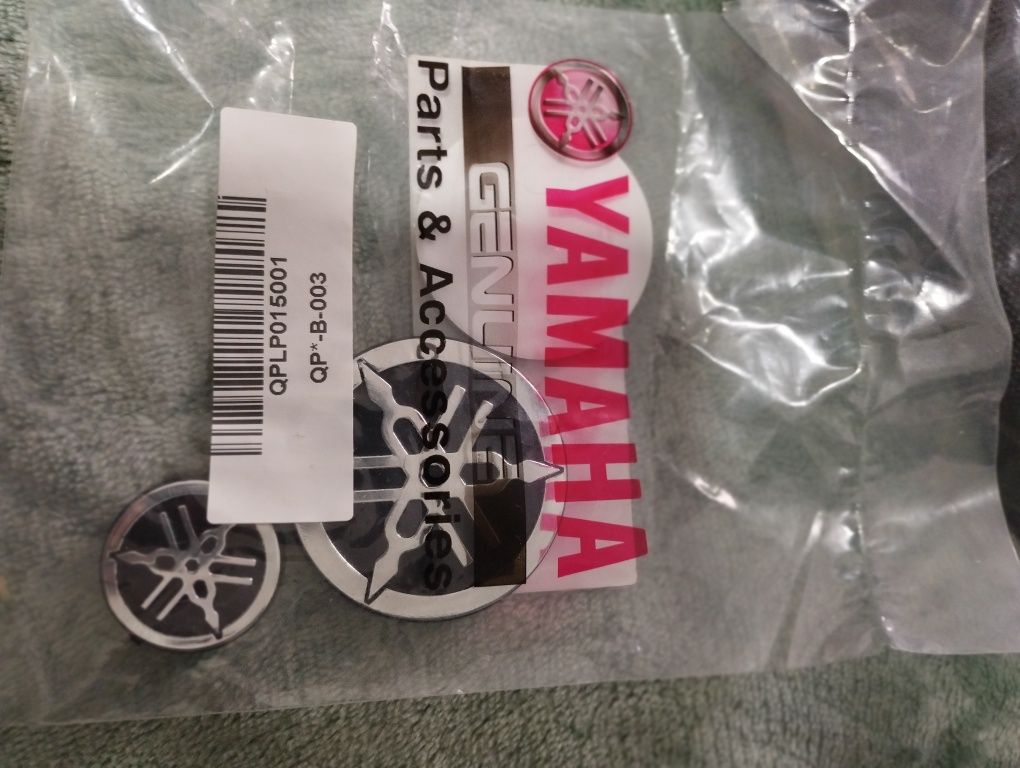 YAMAHA
GENUINE
Parts & Accessories
QP*-B-003
QPLP015001